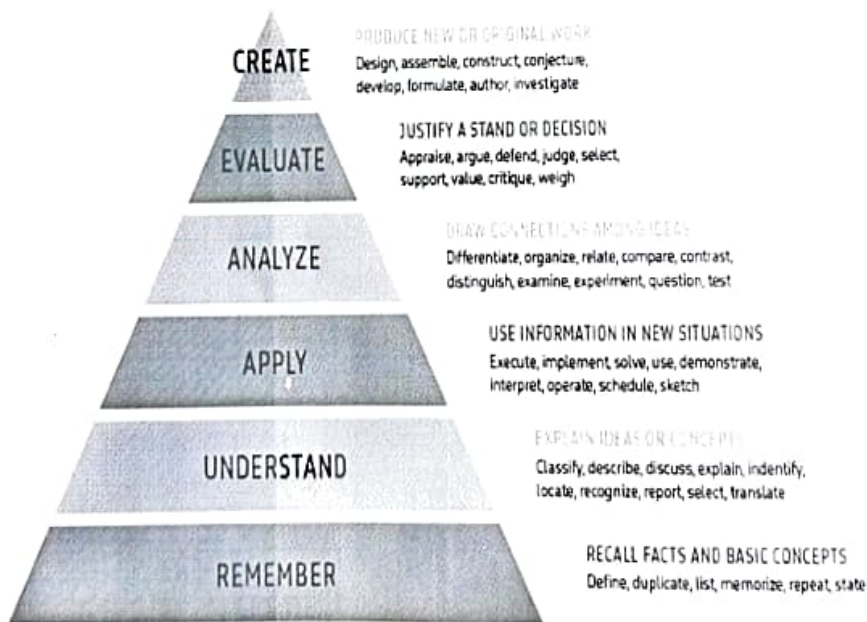 CREATE
PRODUCE NEW OR ORIGINAL WORK
Design, assemble, construct, conjecture,
develop, formulate, author, investigate
EVALUATE
JUSTIFY A STAND OR DECISION
Appraise, argue, defend, judge, select,
support, value, critique, weigh
ANALYZE
DRAW CONNECTIONS AMONG IDEAS
Differentiate, organize, relate, compare, contrast,
distinguish, examine, experiment, question, test
APPLY
USE INFORMATION IN NEW SITUATIONS
Execute, implement, solve, use, demonstrate,
interpret, operate, schedule, sketch
UNDERSTAND
EXPLAIN IDEAS OR CONCEPTS
Classify, describe, discuss, explain, indentify,
locate, recognize, report, select, translate
REMEMBER
RECALL FACTS AND BASIC CONCEPTS
Define, duplicate, list, memorize, repeat, state